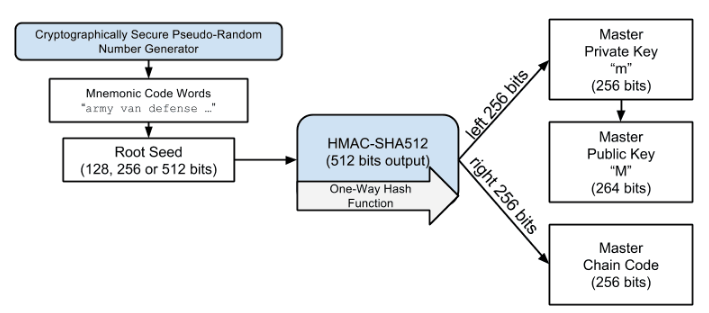 Cryptographically Secure Pseudo-Random
Number Generator
Mnemonic Code Words
"army van defense …"
Root Seed
(128, 256 or 512 bits)
HMAC-SHA512
(512 bits output)
One-Way Hash
Function
left 256 bits
right 256 bits
Master
Private Key
“m”
(256 bits)
Master
Public Key
“M”
(264 bits)
Master
Chain Code
(256 bits)